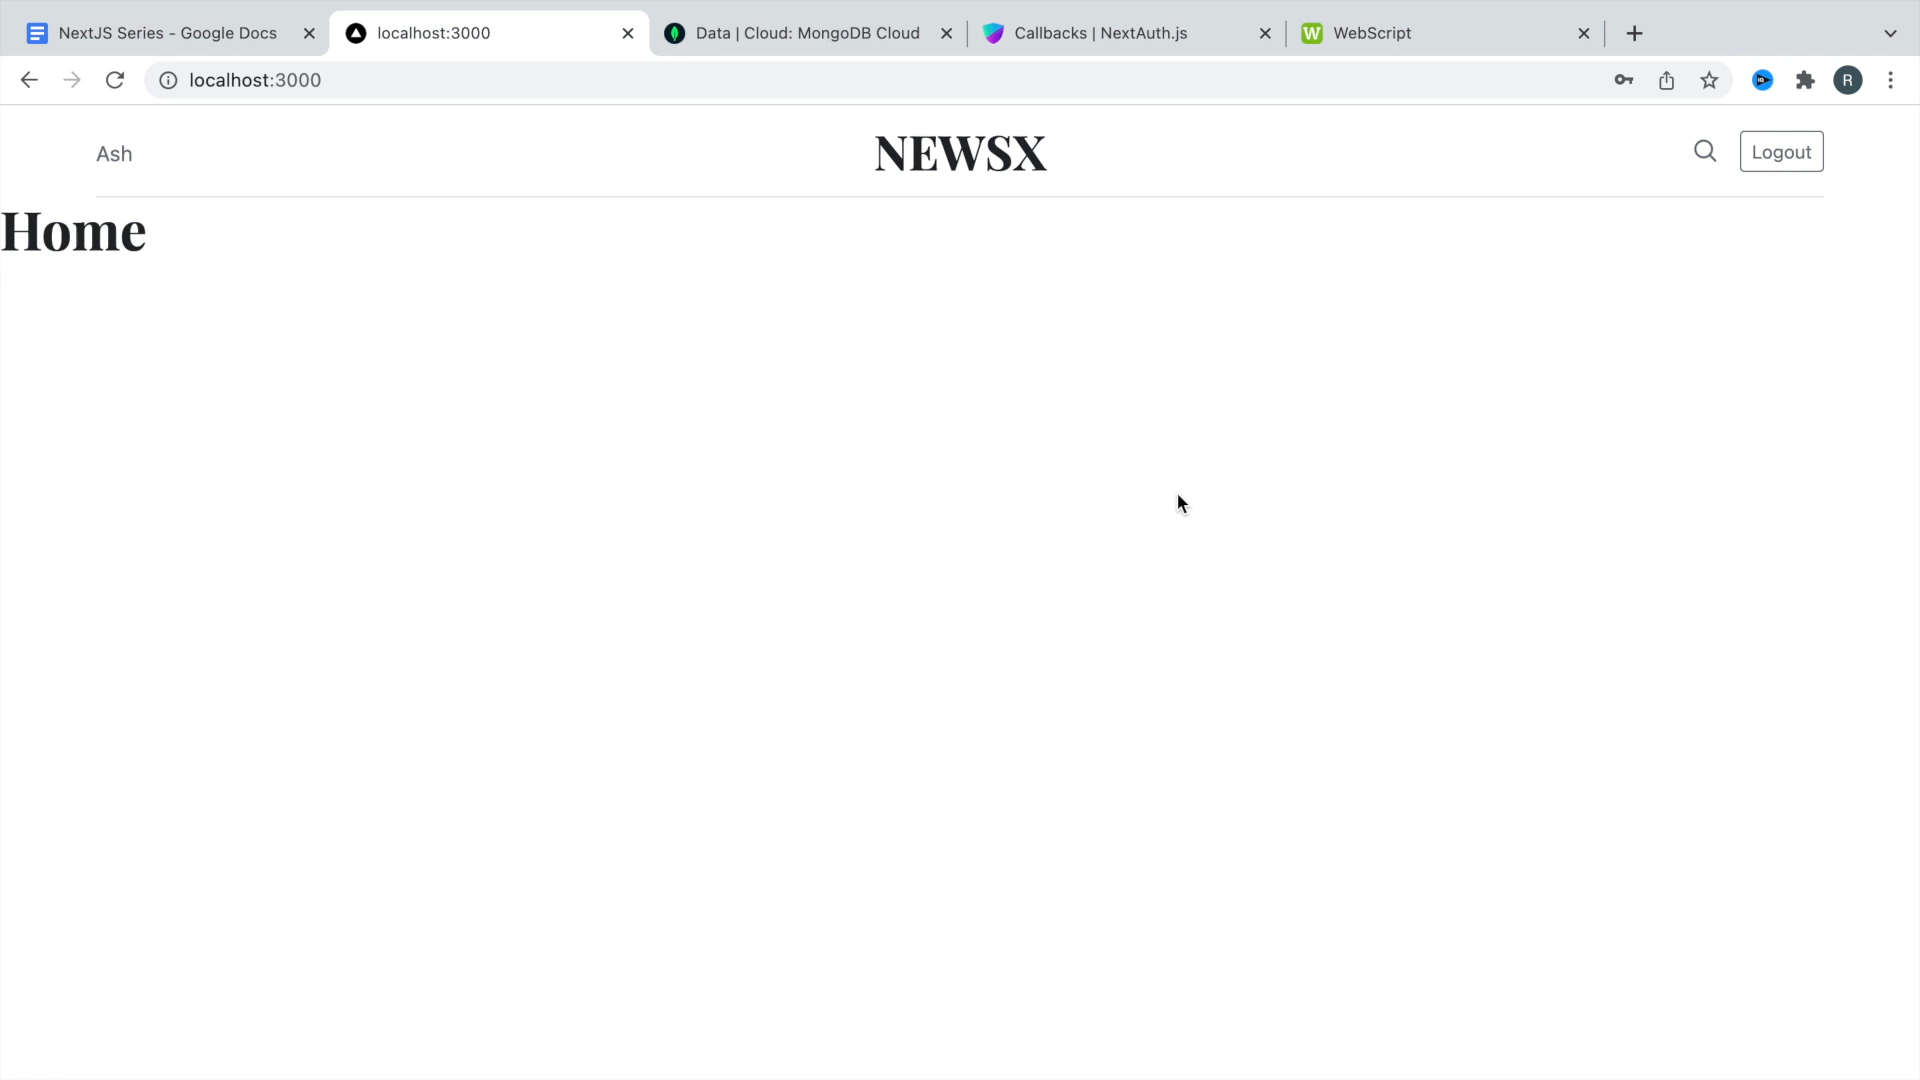 NextJS Series - Google Docs
localhost:3000
Data | Cloud: MongoDB Cloud
Callbacks | NextAuth.js
W WebScript
localhost:3000
R
Ash
NEWSX
Logout
Home